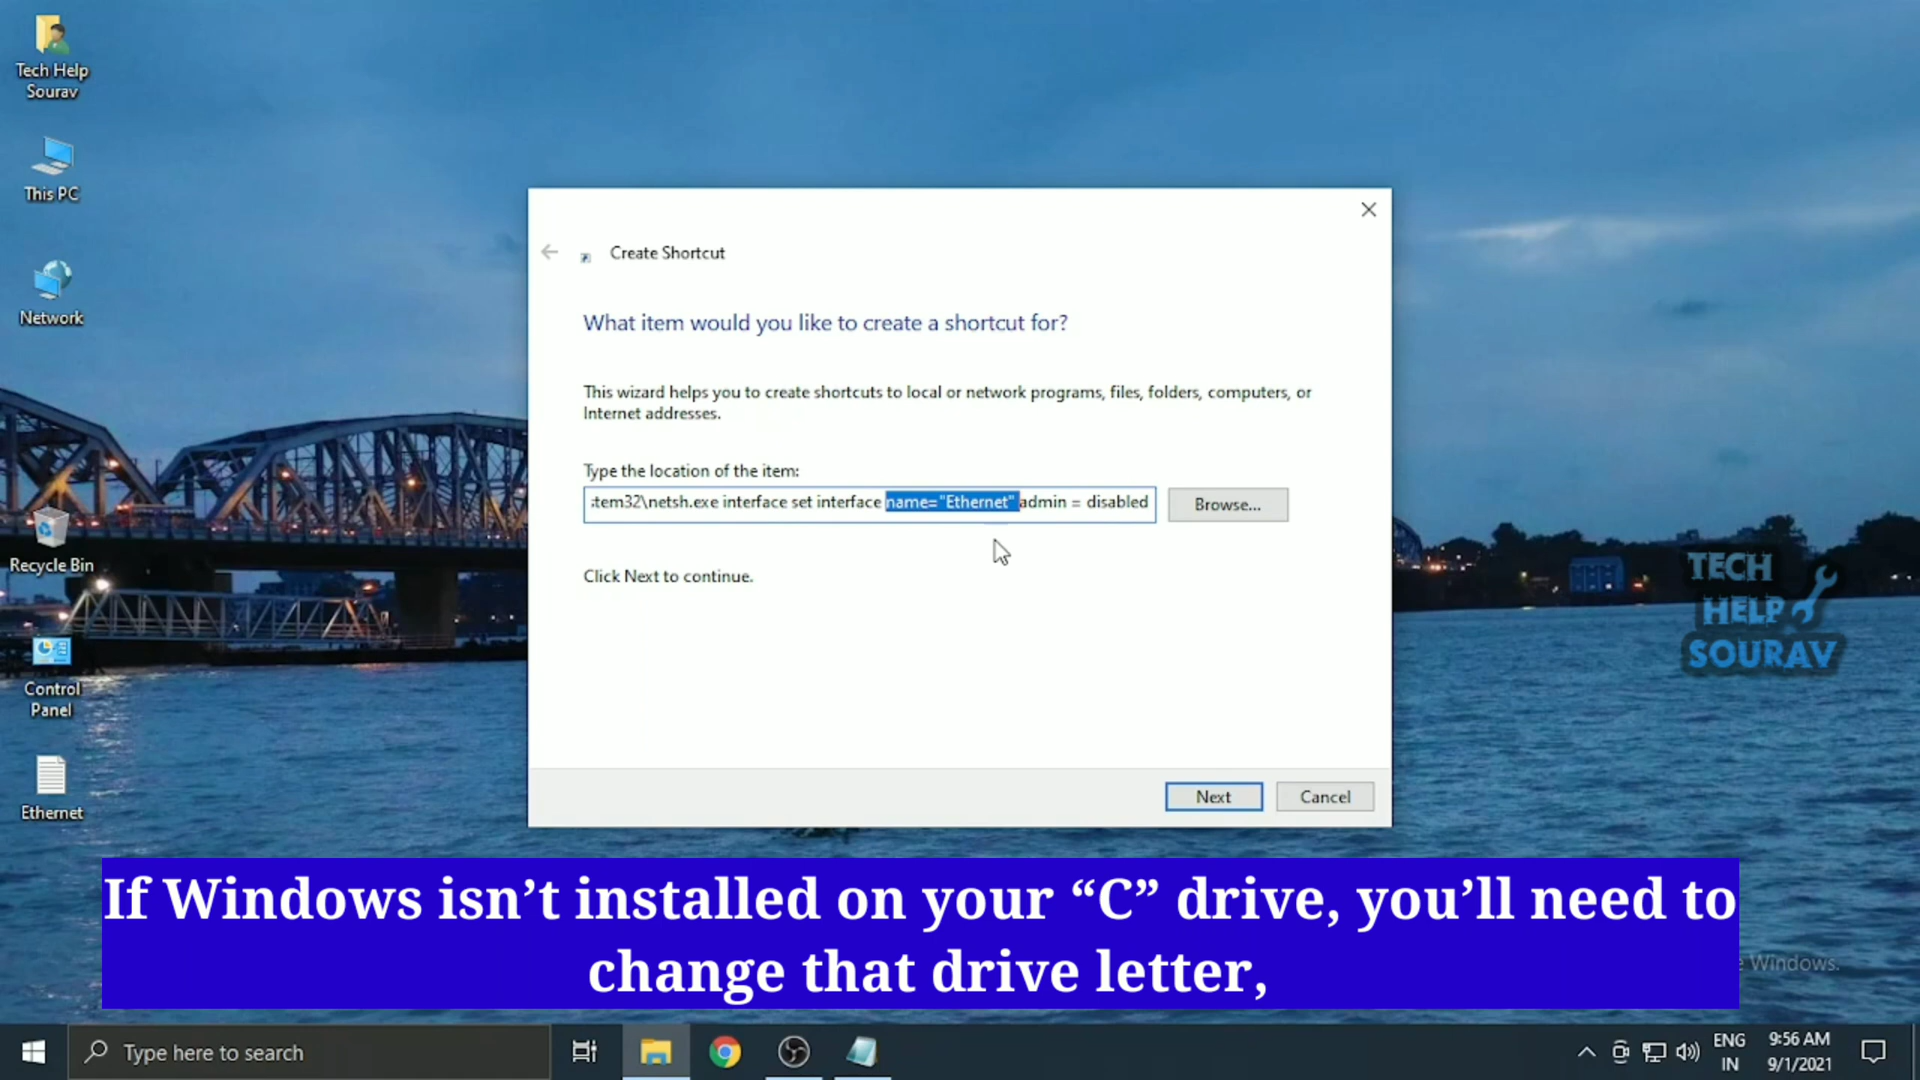 Tech Help
Sourav
This PC
Network
Recycle Bin
Control
Panel
Ethernet
Create Shortcut
What item would you like to create a shortcut for?
This wizard helps you to create shortcuts to local or network programs, files, folders, computers, or
Internet addresses.
Type the location of the item:
tem32\netsh.exe interface set interface name="Ethernet" admin = disabled
Browse...
Click Next to continue.
Next
Cancel
TECH
HELP
SOURAV
If Windows isn’t installed on your “C” drive, you’ll need to
change that drive letter,
Windows.
Type here to search
ENG
IN
9:56 AM
9/1/2021